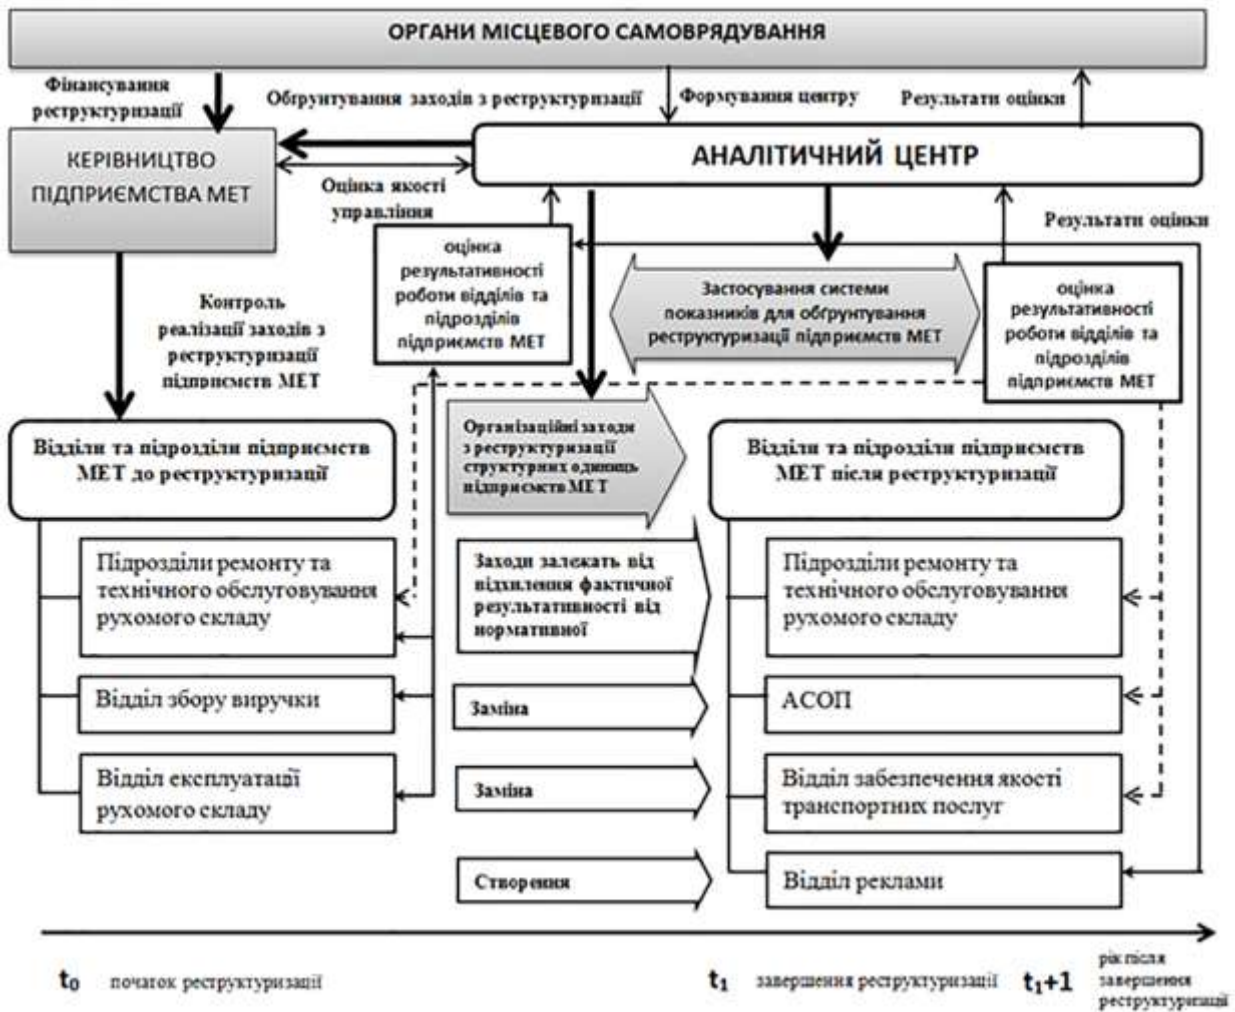 ОРГАНИ МІСЦЕВОГО САМОВРЯДУВАННЯ
Фінансування
реструктуризації
Обґрунтування заходів з реструктуризації
Формування центру
Результати оцінки
КЕРІВНИЦТВО
ПІДПРИЄМСТВА МЕТ
АНАЛІТИЧНИЙ ЦЕНТР
Оцінка якості
управління
Результати оцінки
оцінка
результативності
роботи відділів та
підрозділів
підприємств МЕТ
Застосування системи
показників для обґрунтування
реструктуризації підприємств МЕТ
оцінка
результативності
роботи відділів та
підрозділів
підприємств МЕТ
Контроль
реалізації заходів з
реструктуризації
підприємств МЕТ
Відділи та підрозділи підприємств
МЕТ до реструктуризації
Організаційні заходи
з реструктуризації
структурних одиниць
підприємств МЕТ
Відділи та підрозділи підприємств
МЕТ після реструктуризації
Підрозділи ремонту та
технічного обслуговування
рухомого складу
Заходи залежать від
відхилення фактичної
результативності від
нормативної
Підрозділи ремонту та
технічного обслуговування
рухомого складу
Відділ збору виручки
Заміна
АСОП
Відділ експлуатації
рухомого складу
Заміна
Відділ забезпечення якості
транспортних послуг
Створення
Відділ реклами
t₀ початок реструктуризації
t₁ завершення реструктуризації
t₁+1 рік після
завершення
реструктуризації